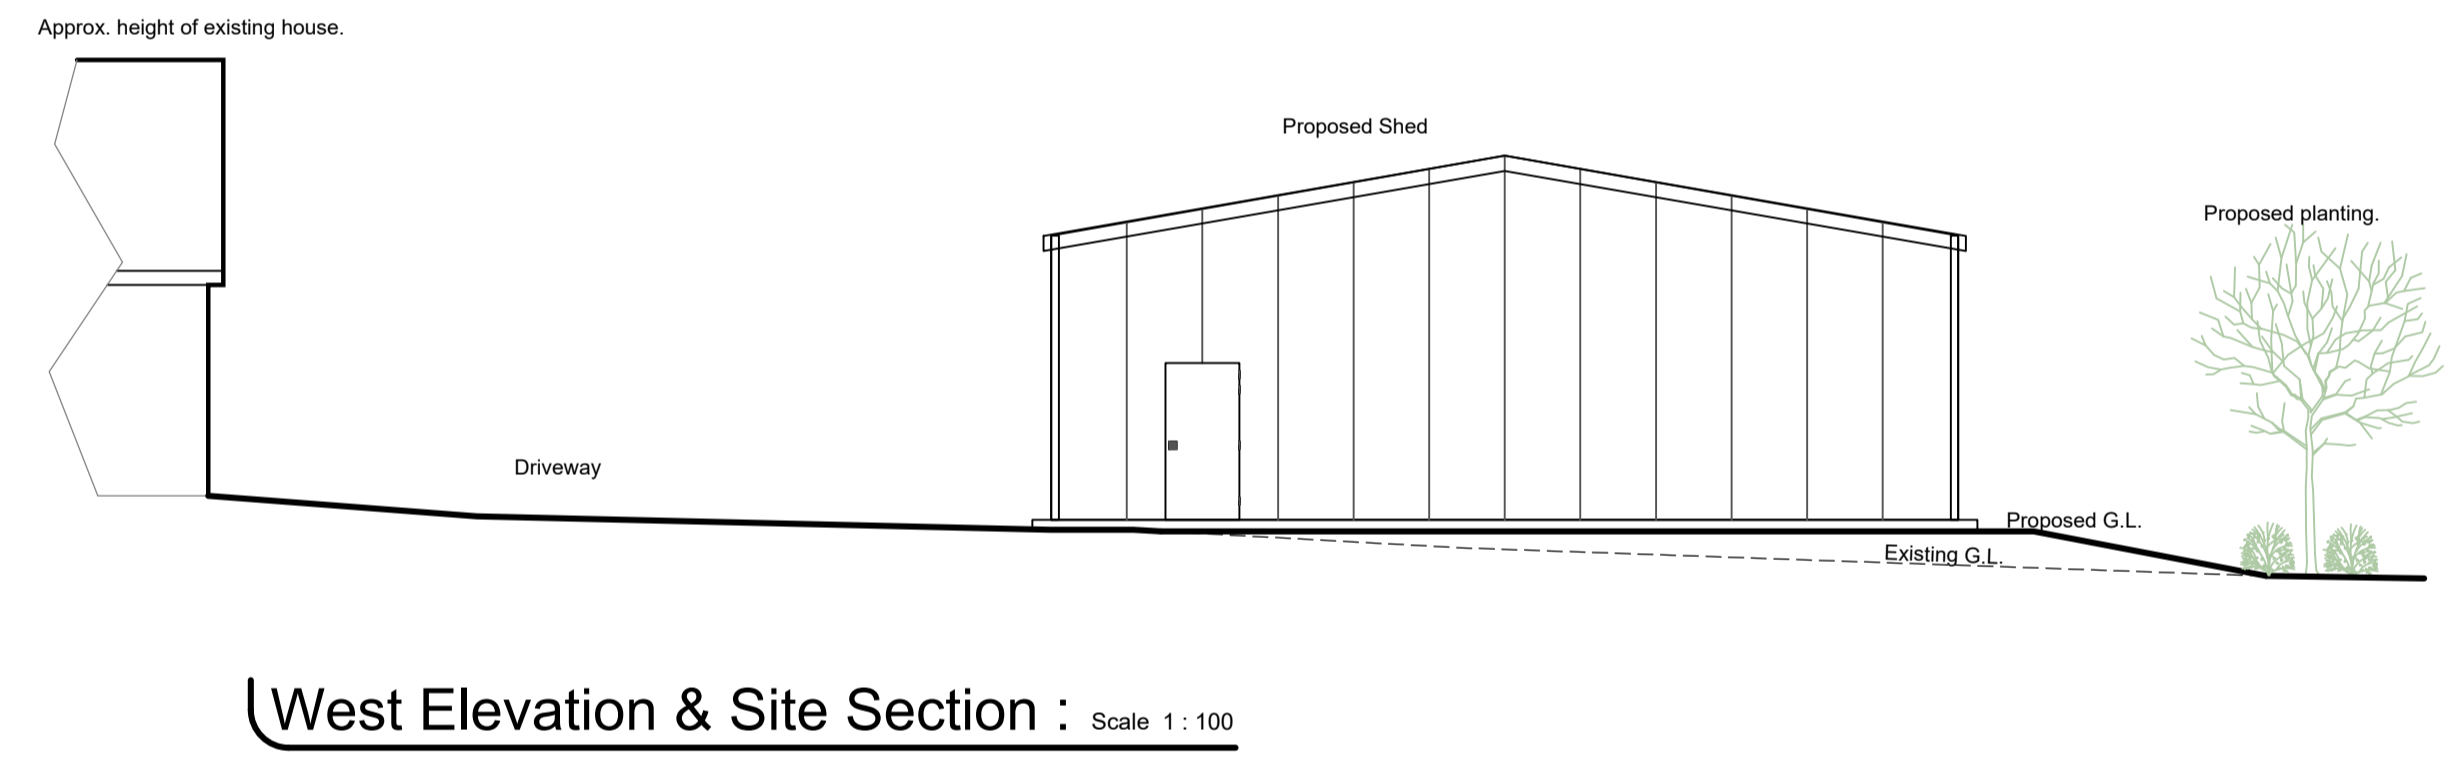 Approx. height of existing house.
Proposed Shed
Proposed planting.
Driveway
Proposed G.L.
Existing G.L.
West Elevation & Site Section : Scale 1 : 100